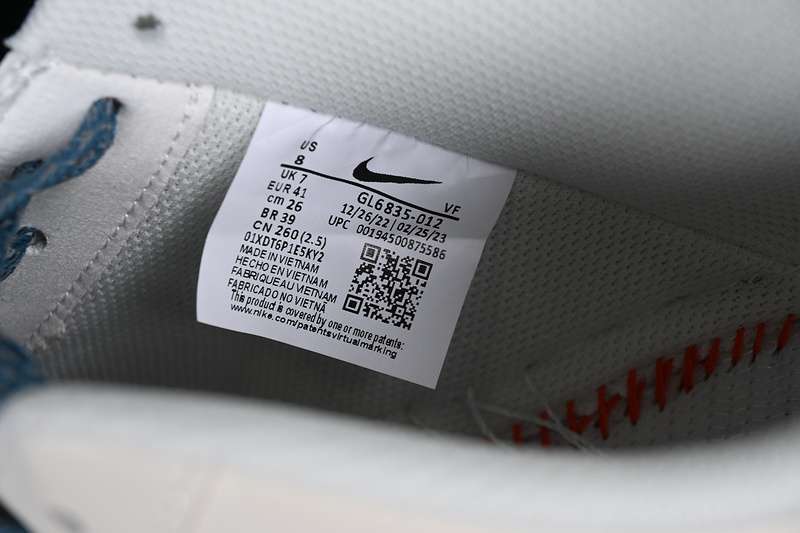 US
8
UK 7
EUR 41
cm 26
BR 39
CN 260 (2.5)
01XDT6P1E5KY2
GL6835-012 VF
12/26/22 | 02/25/23
UPC 00194500875586
MADE IN VIETNAM
HECHO EN VIETNAM
FABRIQUE AU VIETNAM
FABRICADO NO VIETNÃ
This product is covered by one or more patents:
www.nike.com/patentsvirtualmarking